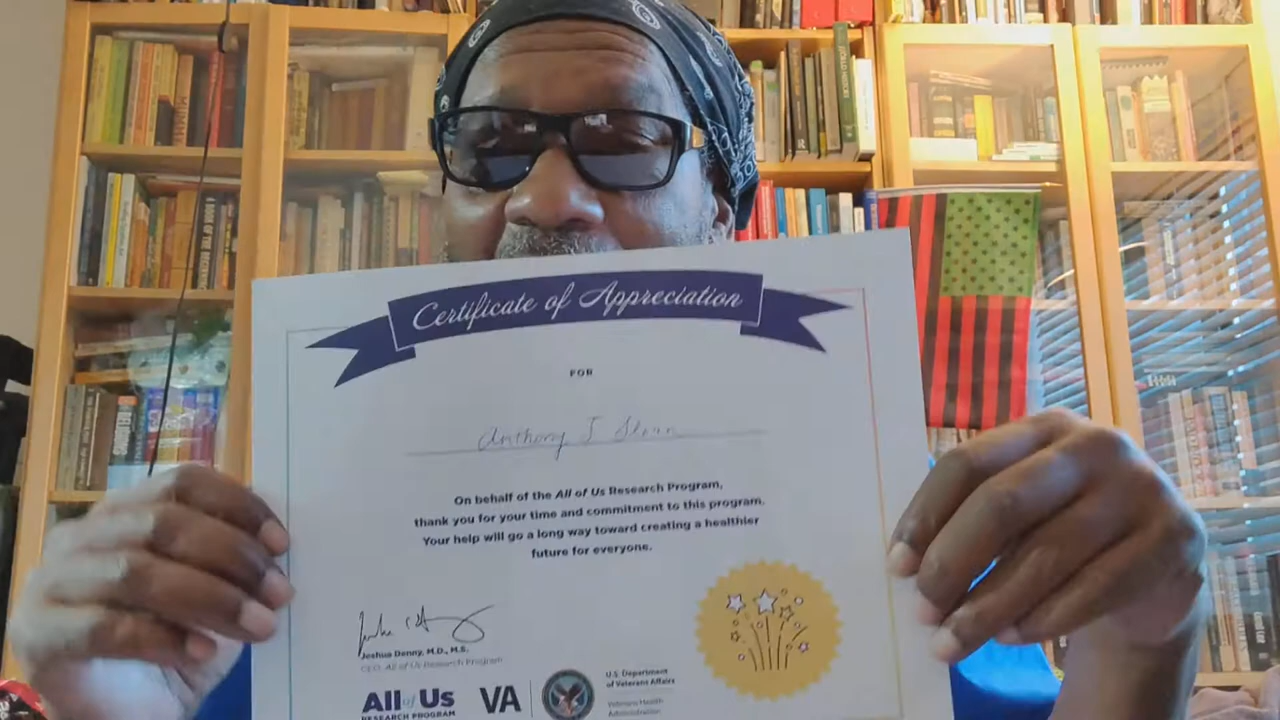 Certificate of Appreciation
FOR
Anthony J
On behalf of the All of Us Research Program,
thank you for your time and commitment to this program.
Your help will go a long way toward creating a healthier
future for everyone.
Joshua Denny, M.D., M.S.
CEO, All of Us Research Program
All of Us
RESEARCH PROGRAM
VA
U.S. Department
of Veterans Affairs
Veterans Health
Administration